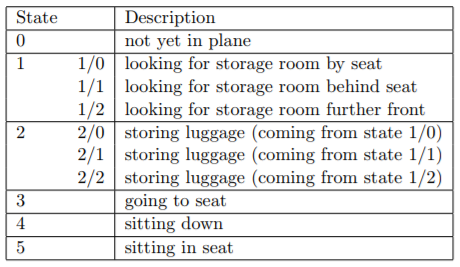 State Description
0 not yet in plane
1 1/0 looking for storage room by seat
1/1 looking for storage room behind seat
1/2 looking for storage room further front
2 2/0 storing luggage (coming from state 1/0)
2/1 storing luggage (coming from state 1/1)
2/2 storing luggage (coming from state 1/2)
3 going to seat
4 sitting down
5 sitting in seat